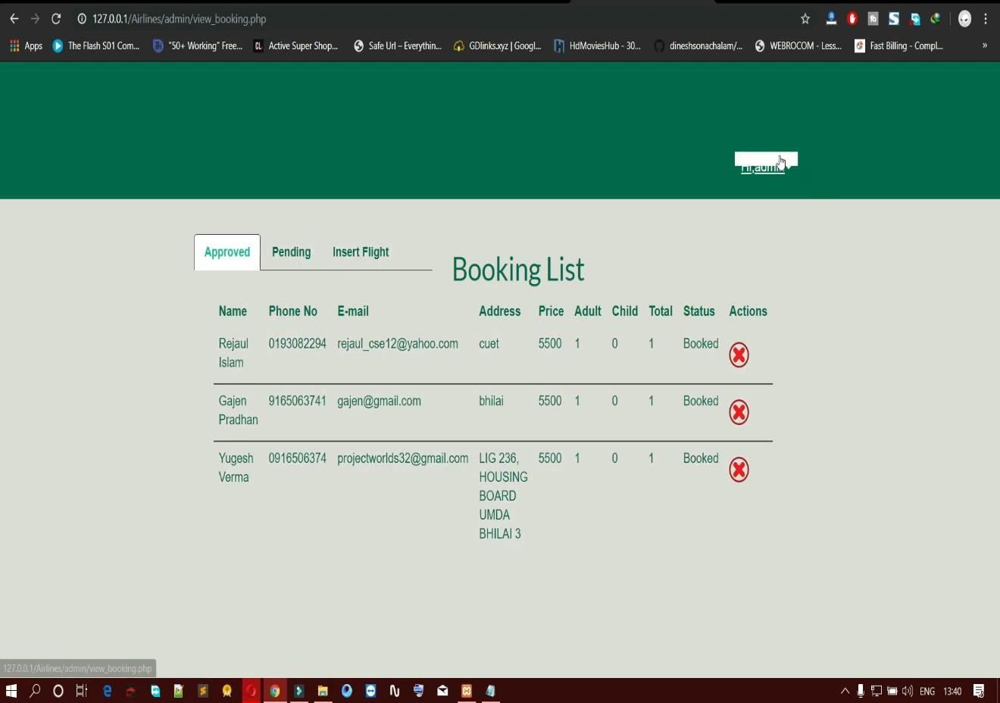 127.0.0.1/Airlines/admin/view_booking.php
Apps The Flash S01 Com... "50+ Working" Free... Active Super Shop... Safe Url – Everythin... GDlinks.xyz | Googl... HdMoviesHub - 30... dineshsonachalam/... WEBROCOM - Less... Fast Billing - Compl... »
Hi,admin
Approved Pending Insert Flight
Booking List
Name Phone No E-mail Address Price Adult Child Total Status Actions
Rejaul 0193082294 rejaul_cse12@yahoo.com cuet 5500 1 0 1 Booked
Islam
Gajen 9165063741 gajen@gmail.com bhilai 5500 1 0 1 Booked
Pradhan
Yugesh 0916506374 projectworlds32@gmail.com LIG 236, 5500 1 0 1 Booked
Verma HOUSING
BOARD
UMDA
BHILAI 3
127.0.0.1/Airlines/admin/view_booking.php
ENG 13:40